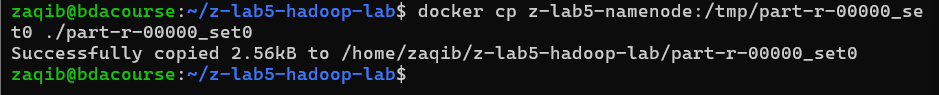 zaqib@bdacourse:~/z-lab5-hadoop-lab$ docker cp z-lab5-namenode:/tmp/part-r-00000_se
t0 ./part-r-00000_set0
Successfully copied 2.56kB to /home/zaqib/z-lab5-hadoop-lab/part-r-00000_set0
zaqib@bdacourse:~/z-lab5-hadoop-lab$